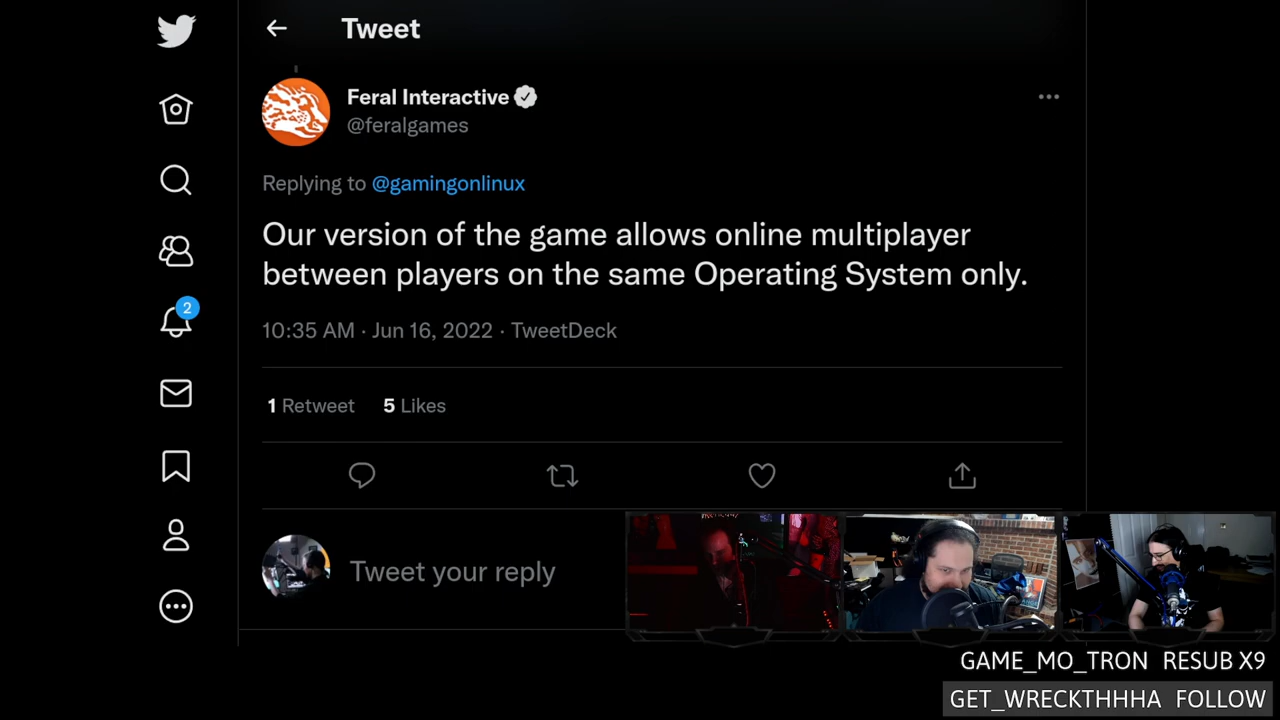 Tweet
Feral Interactive
@feralgames
Replying to @gamingonlinux
Our version of the game allows online multiplayer
between players on the same Operating System only.
10:35 AM · Jun 16, 2022 · TweetDeck
1 Retweet 5 Likes
2
Tweet your reply
GAME_MO_TRON RESUB X9
GET_WRECKTHHHA FOLLOW